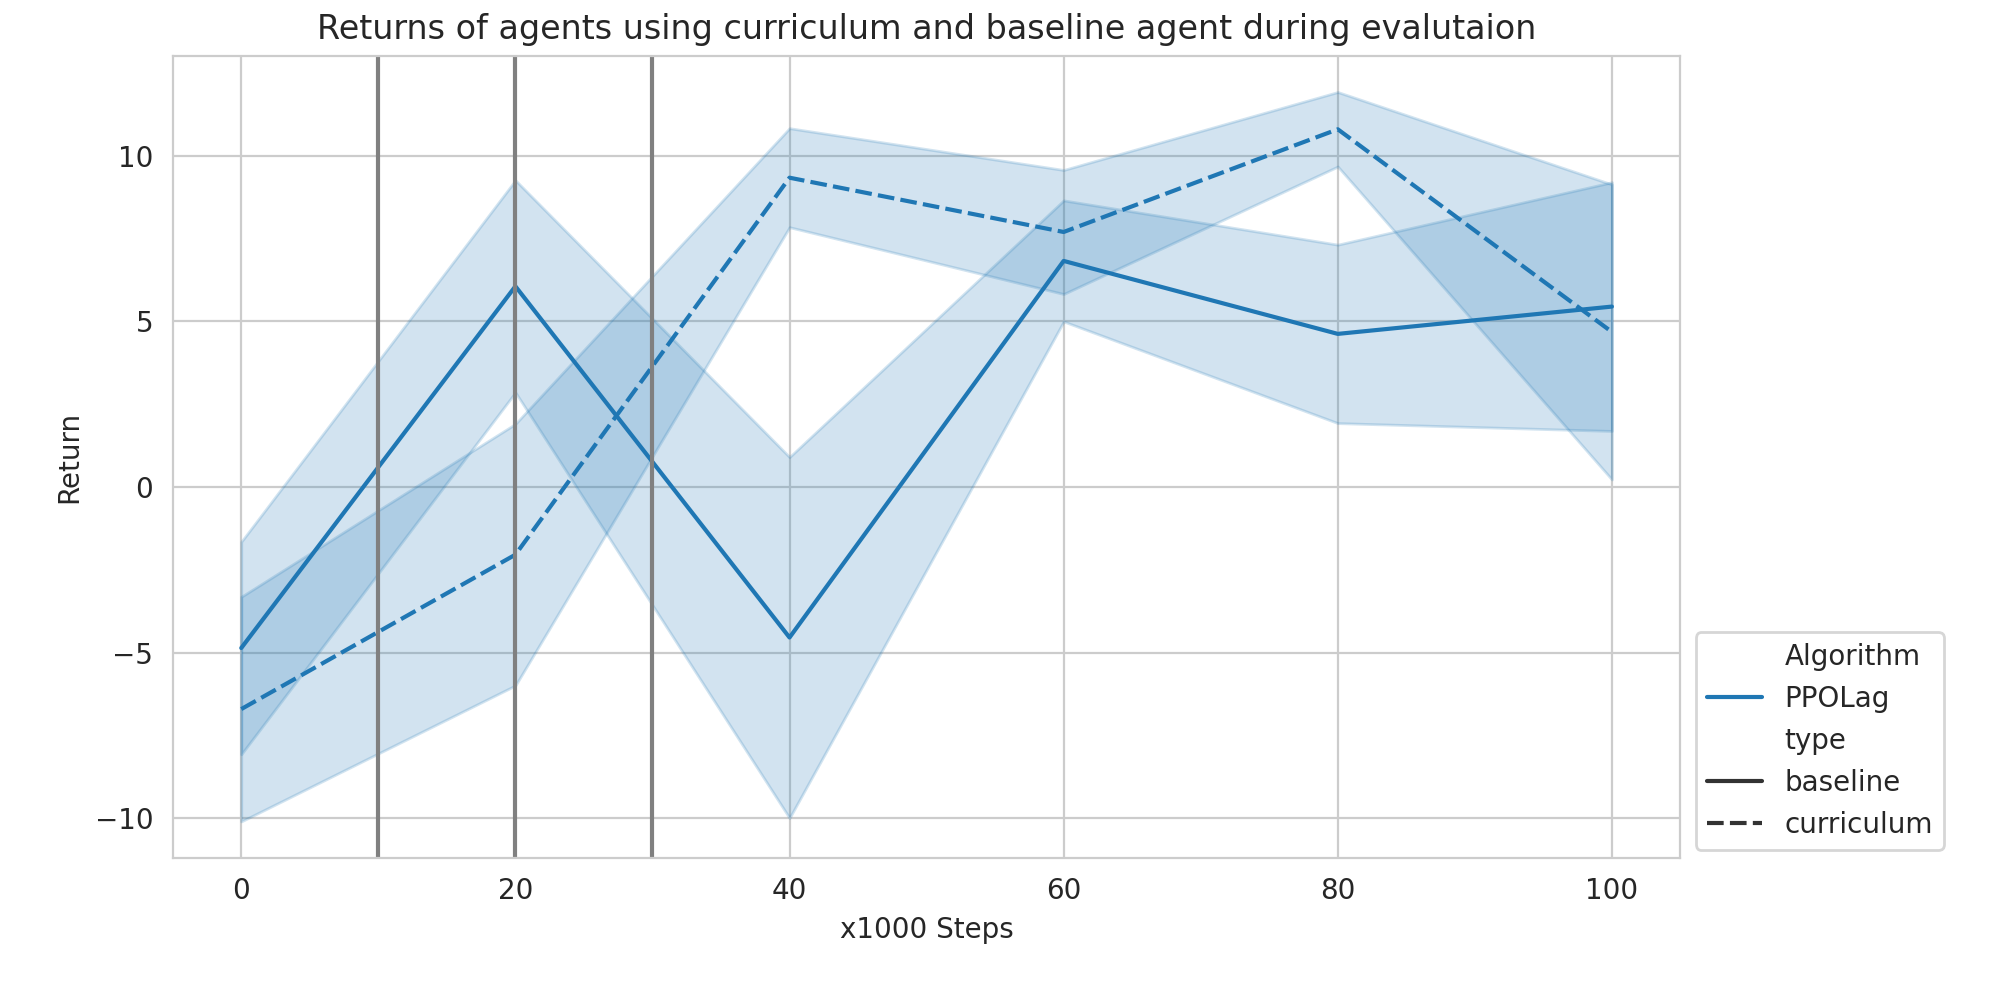 Returns of agents using curriculum and baseline agent during evalutaion
10
5
0
−5
−10
Return
0 20 40 60 80 100
x1000 Steps
Algorithm
PPOLag
type
baseline
curriculum